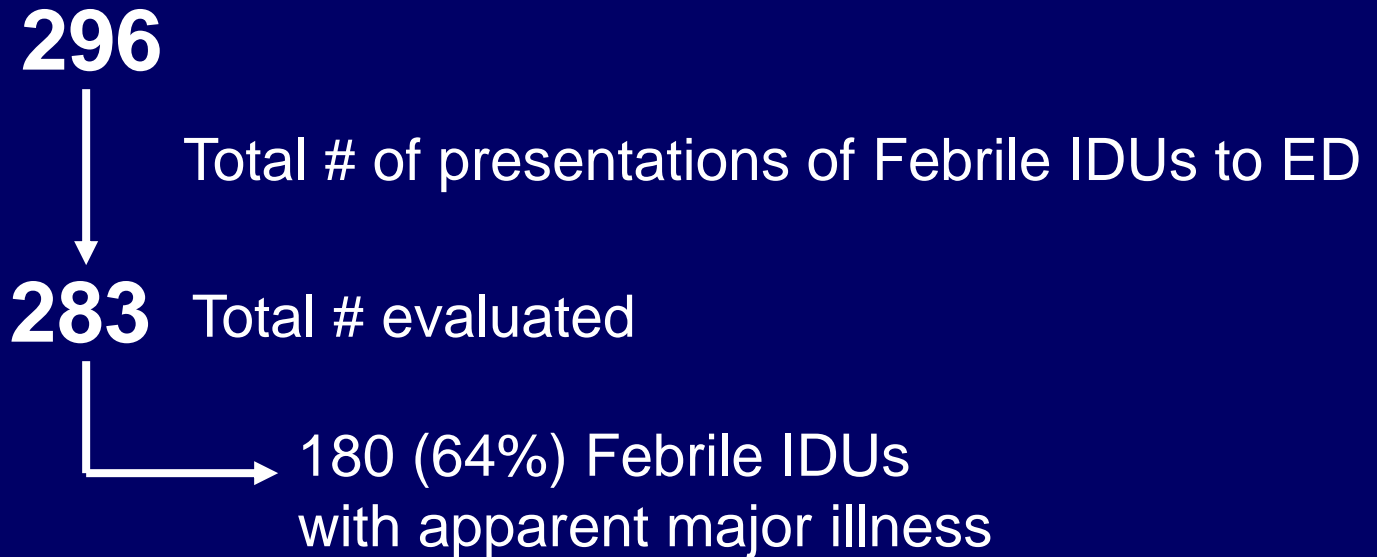 296
Total # of presentations of Febrile IDUs to ED
283 Total # evaluated
180 (64%) Febrile IDUs
with apparent major illness